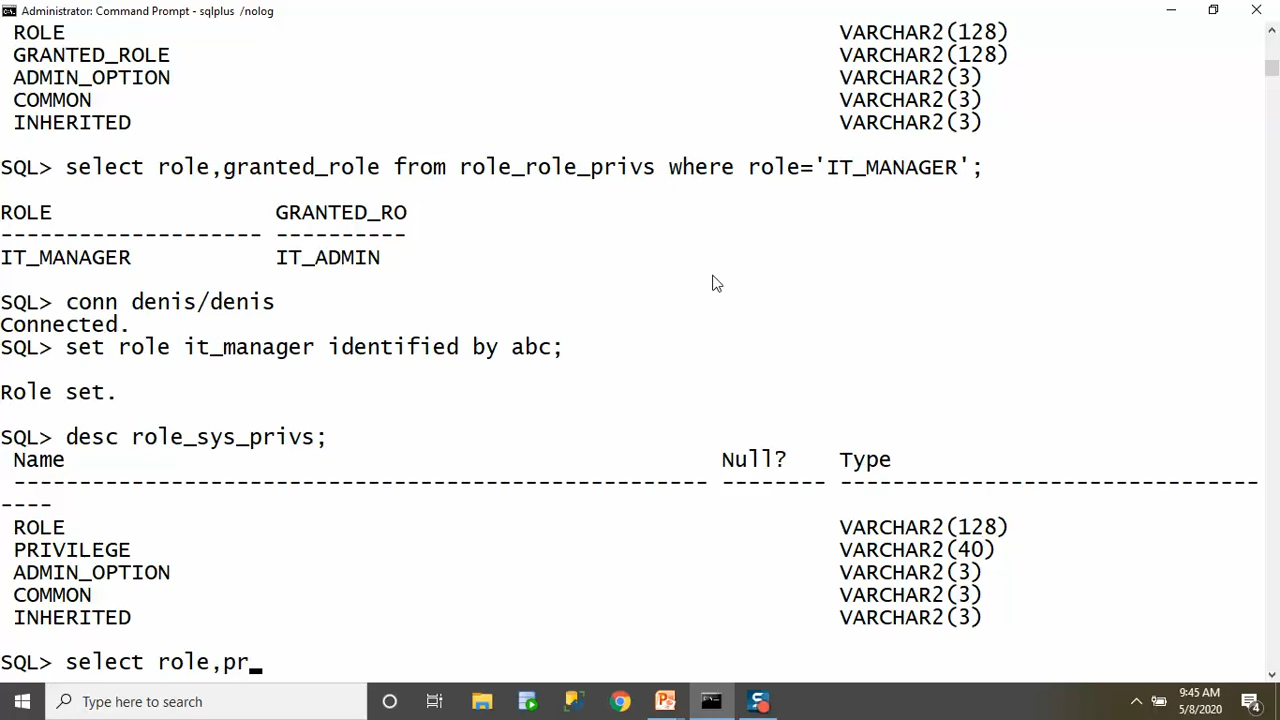 Administrator: Command Prompt - sqlplus /nolog
ROLE VARCHAR2(128)
GRANTED_ROLE VARCHAR2(128)
ADMIN_OPTION VARCHAR2(3)
COMMON VARCHAR2(3)
INHERITED VARCHAR2(3)
SQL> select role,granted_role from role_role_privs where role='IT_MANAGER';
ROLE GRANTED_RO
-------------------- ----------
IT_MANAGER IT_ADMIN
SQL> conn denis/denis
Connected.
SQL> set role it_manager identified by abc;
Role set.
SQL> desc role_sys_privs;
Name Null? Type
----------------------------------------------------- -------- --------------------------------
----
ROLE VARCHAR2(128)
PRIVILEGE VARCHAR2(40)
ADMIN_OPTION VARCHAR2(3)
COMMON VARCHAR2(3)
INHERITED VARCHAR2(3)
SQL> select role,pr_
Type here to search
9:45 AM
5/8/2020
4